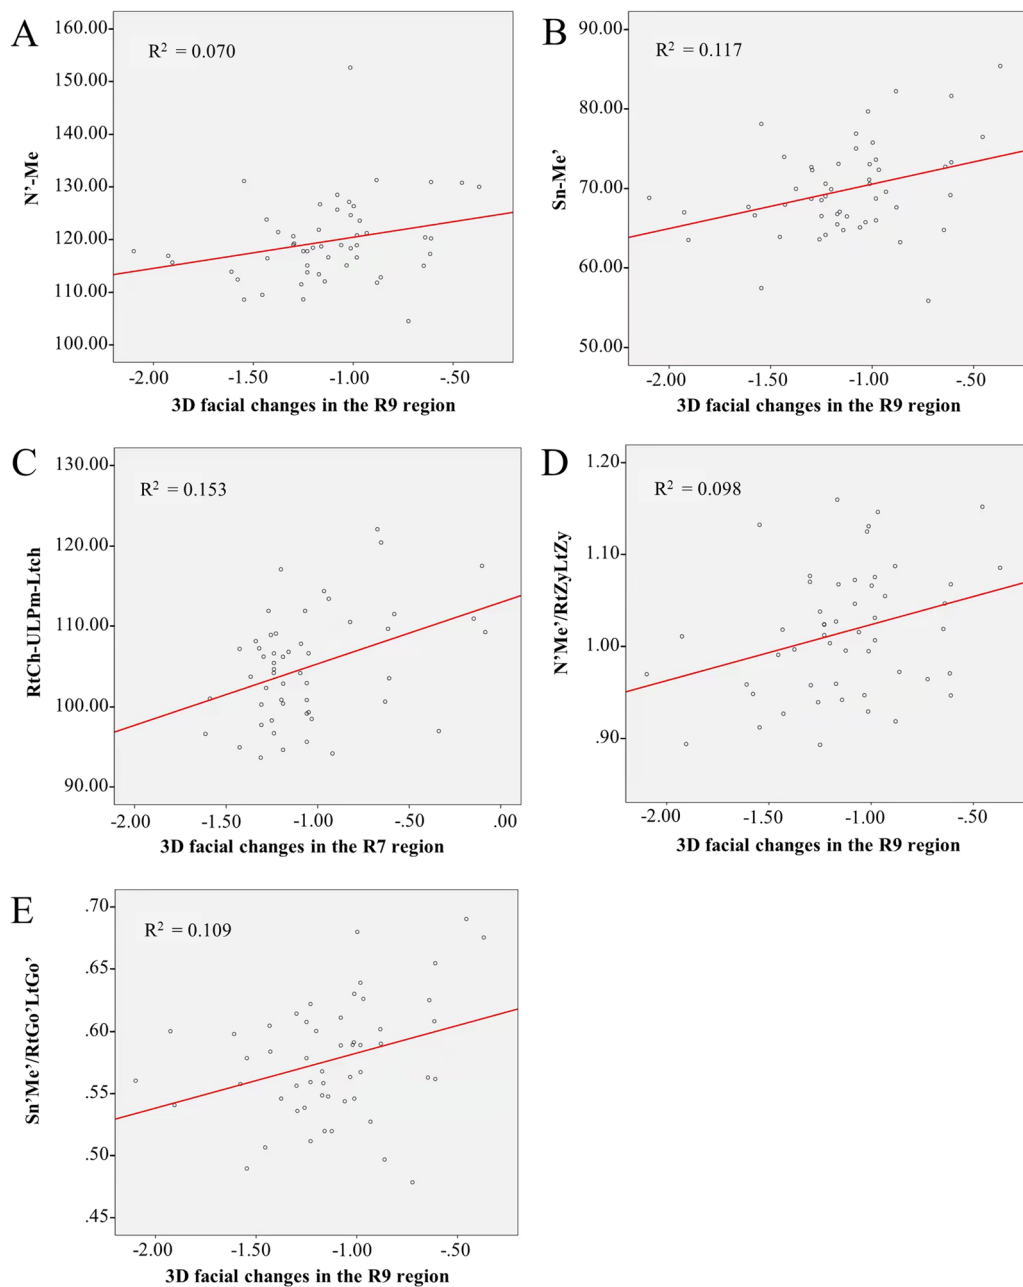 A
R² = 0.070
N'-Me
160.00
150.00
140.00
130.00
120.00
110.00
100.00
-2.00 -1.50 -1.00 -.50
3D facial changes in the R9 region
B
R² = 0.117
Sn-Me'
90.00
80.00
70.00
60.00
50.00
-2.00 -1.50 -1.00 -.50
3D facial changes in the R9 region
C
R² = 0.153
RtCh-ULPm-Ltch
130.00
120.00
110.00
100.00
90.00
-2.00 -1.50 -1.00 -.50 .00
3D facial changes in the R7 region
D
R² = 0.098
N'Me'/RtZyLtZy
1.20
1.10
1.00
.90
-2.00 -1.50 -1.00 -.50
3D facial changes in the R9 region
E
R² = 0.109
Sn'Me'/RtGo'LtGo'
.70
.65
.60
.55
.50
.45
-2.00 -1.50 -1.00 -.50
3D facial changes in the R9 region